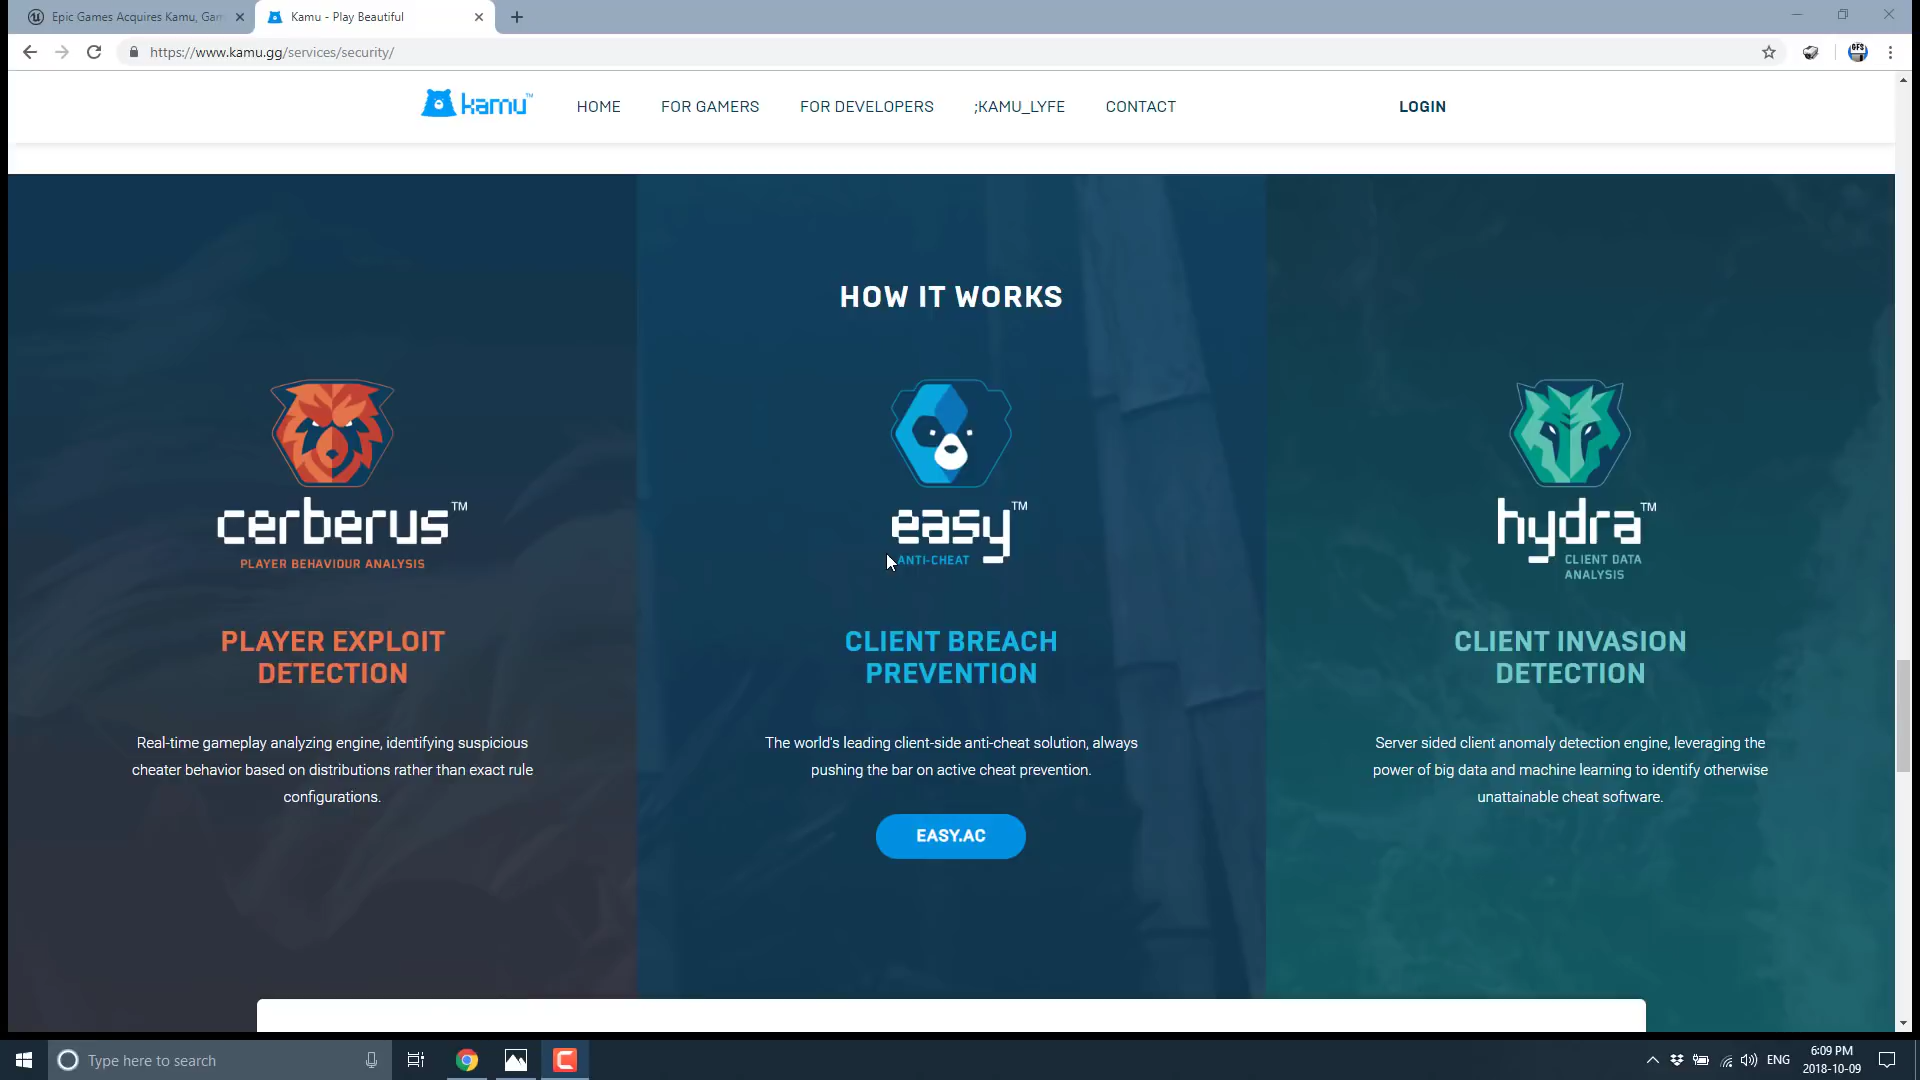 Epic Games Acquires Kamu, Gam
Kamu - Play Beautiful
https://www.kamu.gg/services/security/
GFS
kamu™
HOME
FOR GAMERS
FOR DEVELOPERS
;KAMU_LYFE
CONTACT
LOGIN
HOW IT WORKS
cerberus™
PLAYER BEHAVIOUR ANALYSIS
PLAYER EXPLOIT
DETECTION
Real-time gameplay analyzing engine, identifying suspicious
cheater behavior based on distributions rather than exact rule
configurations.
easy™
ANTI-CHEAT
CLIENT BREACH
PREVENTION
The world's leading client-side anti-cheat solution, always
pushing the bar on active cheat prevention.
EASY.AC
hydra™
CLIENT DATA
ANALYSIS
CLIENT INVASION
DETECTION
Server sided client anomaly detection engine, leveraging the
power of big data and machine learning to identify otherwise
unattainable cheat software.
Type here to search
ENG
6:09 PM
2018-10-09